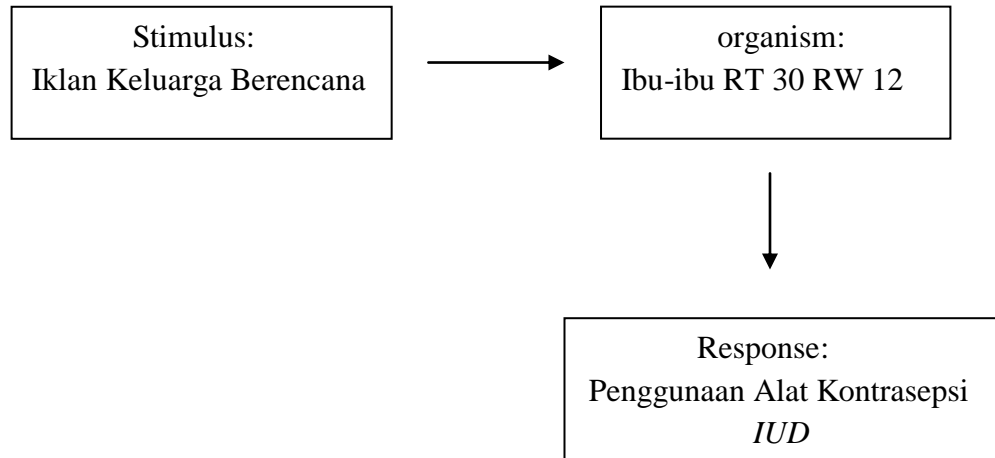 Stimulus:
Iklan Keluarga Berencana
organism:
Ibu-ibu RT 30 RW 12
Response:
Penggunaan Alat Kontrasepsi
IUD